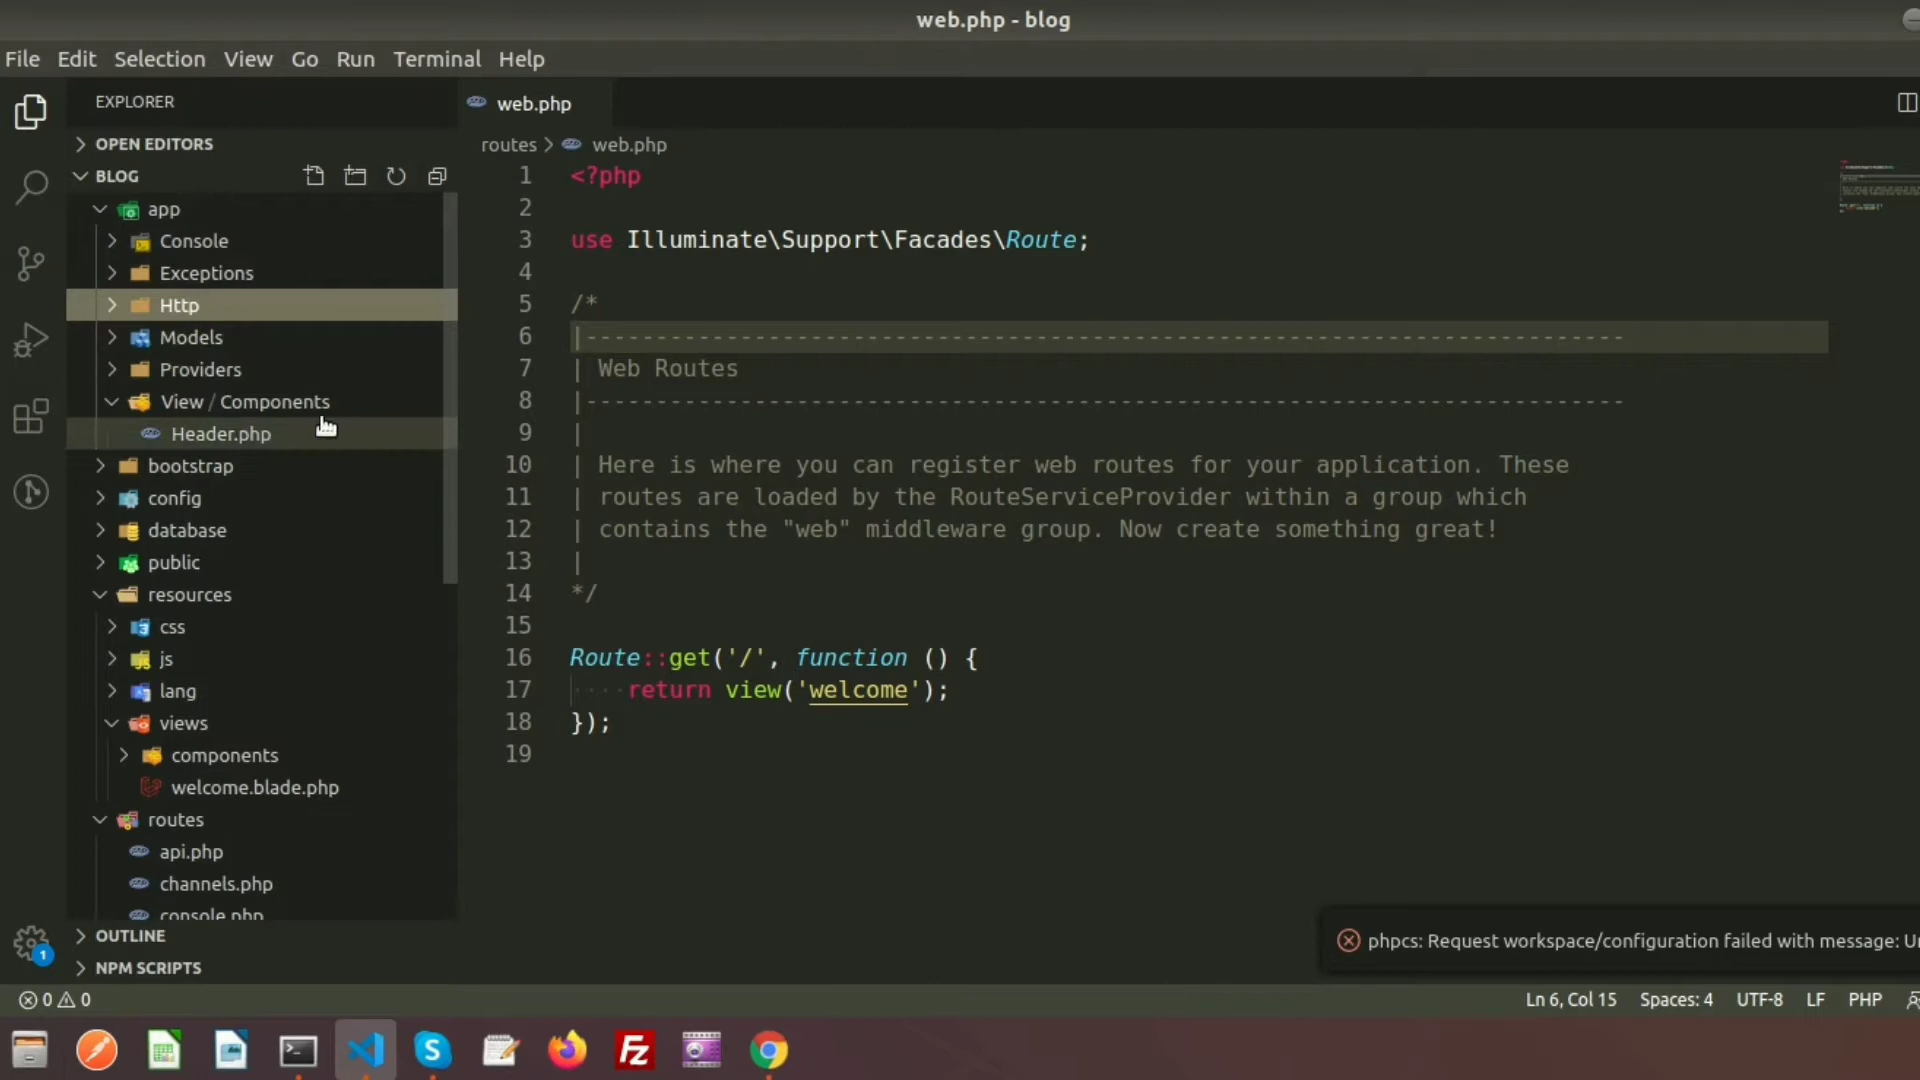 web.php - blog
File Edit Selection View Go Run Terminal Help
EXPLORER
OPEN EDITORS
BLOG
app
Console
Exceptions
Http
Models
Providers
View / Components
Header.php
bootstrap
config
database
public
resources
css
js
lang
views
components
welcome.blade.php
routes
api.php
channels.php
console.php
OUTLINE
NPM SCRIPTS
web.php
routes > web.php
1 <?php
2
3 use Illuminate\Support\Facades\Route;
4
5 /*
6 |--------------------------------------------------------------------------
7 | Web Routes
8 |--------------------------------------------------------------------------
9 |
10 | Here is where you can register web routes for your application. These
11 | routes are loaded by the RouteServiceProvider within a group which
12 | contains the "web" middleware group. Now create something great!
13 |
14 */
15
16 Route::get('/', function () {
17 ····return view('welcome');
18 });
19
phpcs: Request workspace/configuration failed with message:
1
0 0
Ln 6, Col 15 Spaces: 4 UTF-8 LF PHP
S
Fz